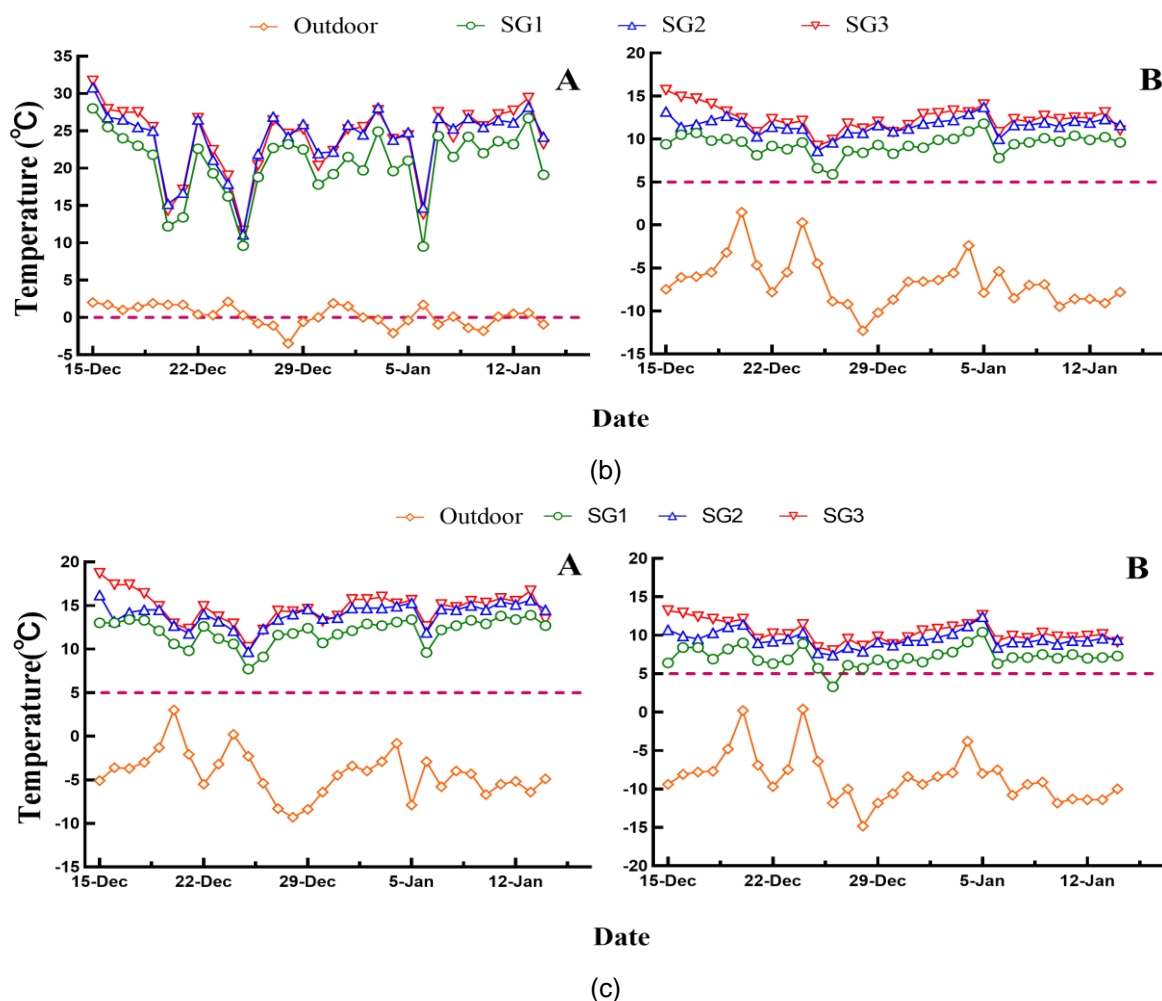 Outdoor SG1 SG2 SG3
A
35
30
25
20
15
10
5
0
-5
Temperature (℃)
15-Dec 22-Dec 29-Dec 5-Jan 12-Jan
B
20
15
10
5
0
-5
-10
-15
15-Dec 22-Dec 29-Dec 5-Jan 12-Jan
Date
(b)
Outdoor SG1 SG2 SG3
A
20
15
10
5
0
-5
-10
-15
Temperature(℃)
15-Dec 22-Dec 29-Dec 5-Jan 12-Jan
B
20
15
10
5
0
-5
-10
-15
-20
15-Dec 22-Dec 29-Dec 5-Jan 12-Jan
Date
(c)